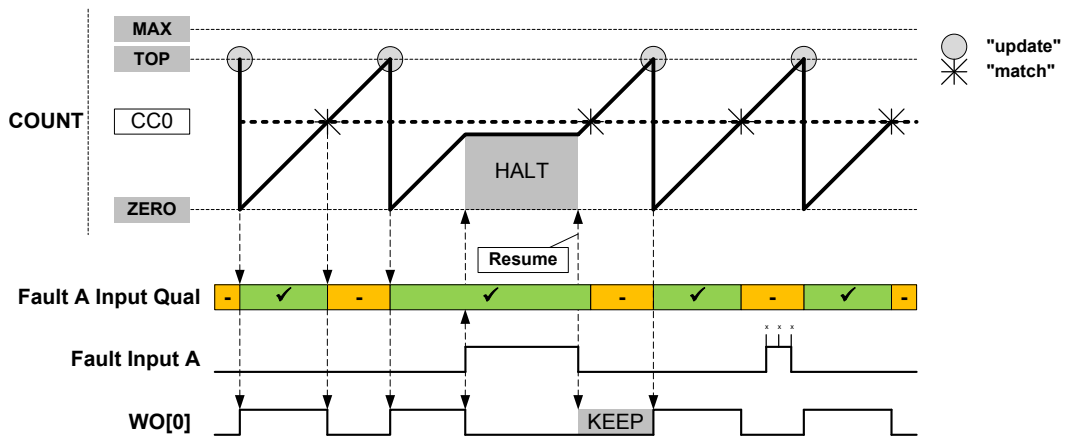 MAX
TOP
"update"
"match"
COUNT
CC0
HALT
ZERO
Resume
Fault A Input Qual
- ✓ - ✓ - ✓ - ✓ -
x x x
Fault Input A
WO[0]
KEEP